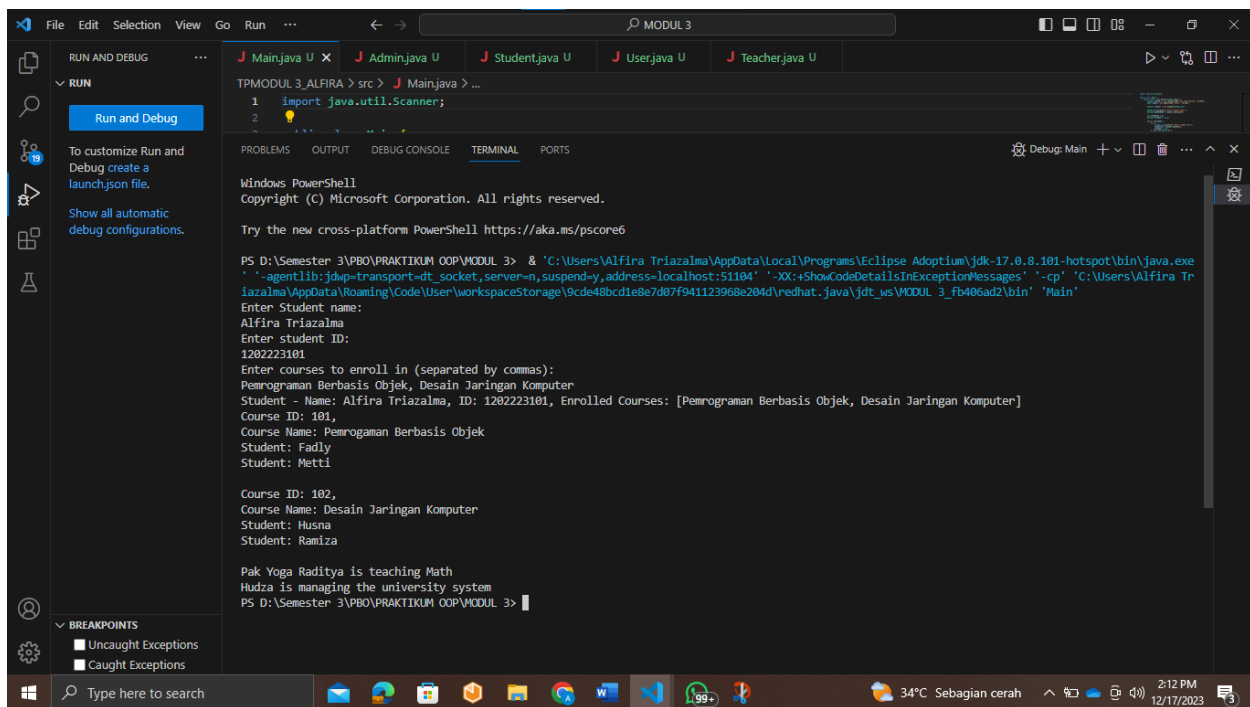 File Edit Selection View Go Run ··· MODUL 3
RUN AND DEBUG ···
RUN
Run and Debug
To customize Run and
Debug create a
launch.json file.
Show all automatic
debug configurations.
19
J Main.java U J Admin.java U J Student.java U J User.java U J Teacher.java U
TPMODUL 3_ALFIRA > src > J Main.java > ...
1 import java.util.Scanner;
2
PROBLEMS OUTPUT DEBUG CONSOLE TERMINAL PORTS Debug: Main
Windows PowerShell
Copyright (C) Microsoft Corporation. All rights reserved.
Try the new cross-platform PowerShell https://aka.ms/pscore6
PS D:\Semester 3\PBO\PRAKTIKUM OOP\MODUL 3> & 'C:\Users\Alfira Triazalma\AppData\Local\Programs\Eclipse Adoptium\jdk-17.0.8.101-hotspot\bin\java.exe
' '-agentlib:jdwp=transport=dt_socket,server=n,suspend=y,address=localhost:51104' '-XX:+ShowCodeDetailsInExceptionMessages' '-cp' 'C:\Users\Alfira Tr
iazalma\AppData\Roaming\Code\User\workspaceStorage\9cde48bcd1e8e7d07f941123968e204d\redhat.java\jdt_ws\MODUL 3_fb406ad2\bin' 'Main'
Enter Student name:
Alfira Triazalma
Enter student ID:
1202223101
Enter courses to enroll in (separated by commas):
Pemrograman Berbasis Objek, Desain Jaringan Komputer
Student - Name: Alfira Triazalma, ID: 1202223101, Enrolled Courses: [Pemrograman Berbasis Objek, Desain Jaringan Komputer]
Course ID: 101,
Course Name: Pemrogaman Berbasis Objek
Student: Fadly
Student: Metti
Course ID: 102,
Course Name: Desain Jaringan Komputer
Student: Husna
Student: Ramiza
Pak Yoga Raditya is teaching Math
Hudza is managing the university system
PS D:\Semester 3\PBO\PRAKTIKUM OOP\MODUL 3>
BREAKPOINTS
Uncaught Exceptions
Caught Exceptions
Type here to search
99+
34°C Sebagian cerah
2:12 PM
12/17/2023
3